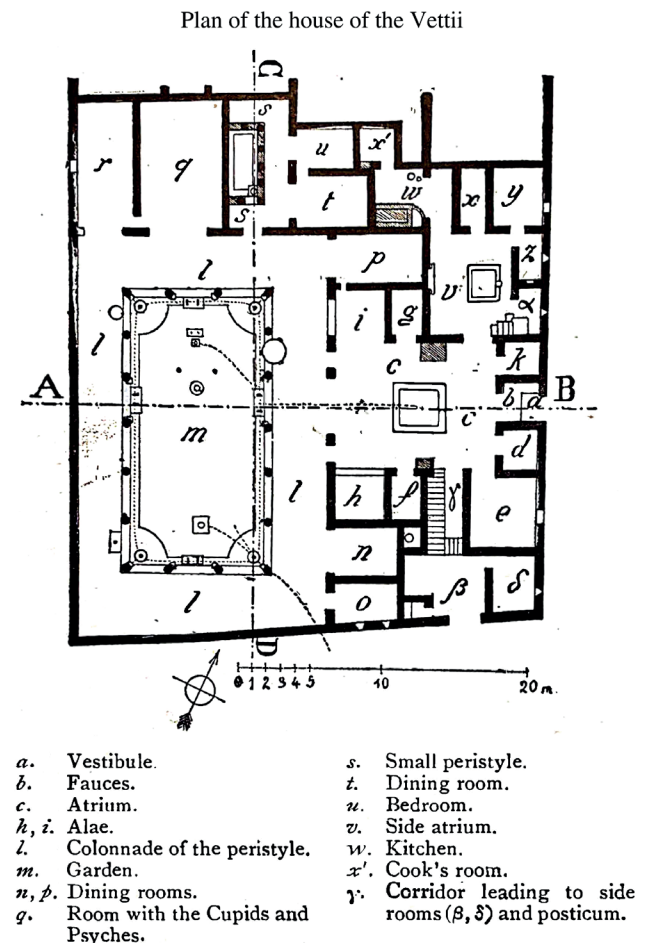 Plan of the house of the Vettii
C
s
r
q
u
x'
w
t
x
y
s
z
p
l
v
i
g
α
l
c
k
b
A
a
B
c
m
d
l
h
f
γ
e
n
β
δ
o
l
D
0 1 2 3 4 5 10 20 m.
a. Vestibule.
b. Fauces.
c. Atrium.
h, i. Alae.
l. Colonnade of the peristyle.
m. Garden.
n, p. Dining rooms.
q. Room with the Cupids and
Psyches.
s. Small peristyle.
t. Dining room.
u. Bedroom.
v. Side atrium.
w. Kitchen.
x'. Cook's room.
γ. Corridor leading to side
rooms (β, δ) and posticum.